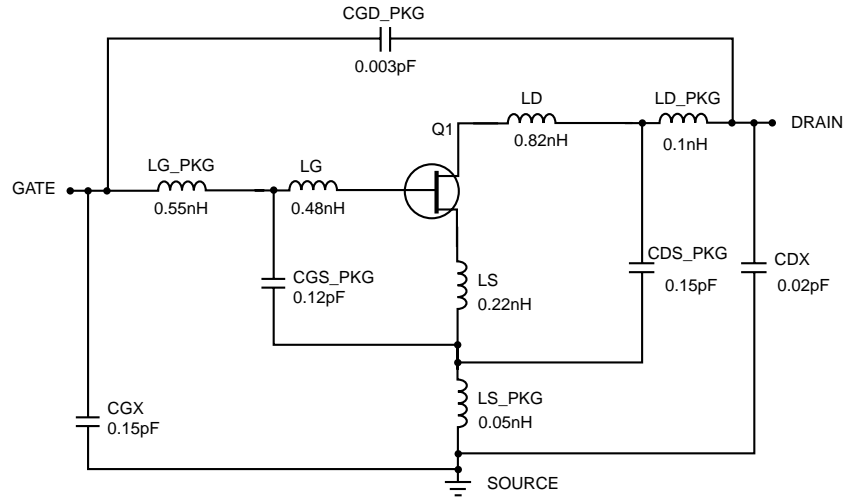 CGD_PKG
0.003pF
LD
LD_PKG
Q1
DRAIN
0.82nH
0.1nH
LG_PKG
LG
GATE
0.55nH
0.48nH
CGS_PKG
0.12pF
LS
0.22nH
CDS_PKG
0.15pF
CDX
0.02pF
LS_PKG
0.05nH
CGX
0.15pF
SOURCE